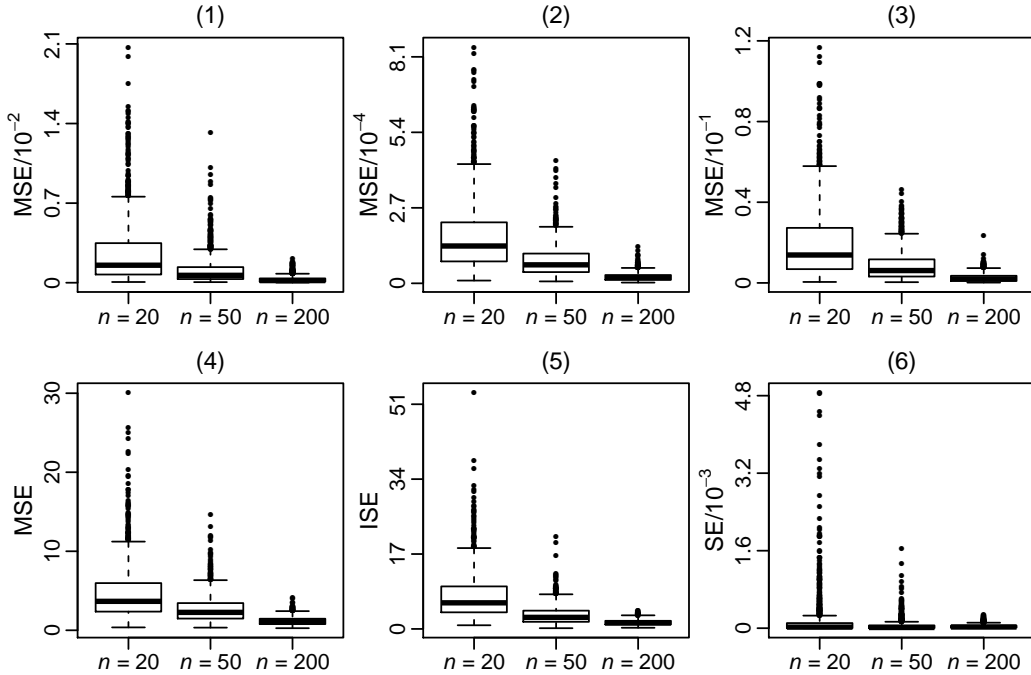 (1)
MSE/10⁻²
2.1
1.4
0.7
0
n = 20
n = 50
n = 200
(2)
MSE/10⁻⁴
8.1
5.4
2.7
0
n = 20
n = 50
n = 200
(3)
MSE/10⁻¹
1.2
0.8
0.4
0
n = 20
n = 50
n = 200
(4)
MSE
30
20
10
0
n = 20
n = 50
n = 200
(5)
ISE
51
34
17
0
n = 20
n = 50
n = 200
(6)
SE/10⁻³
4.8
3.2
1.6
0
n = 20
n = 50
n = 200